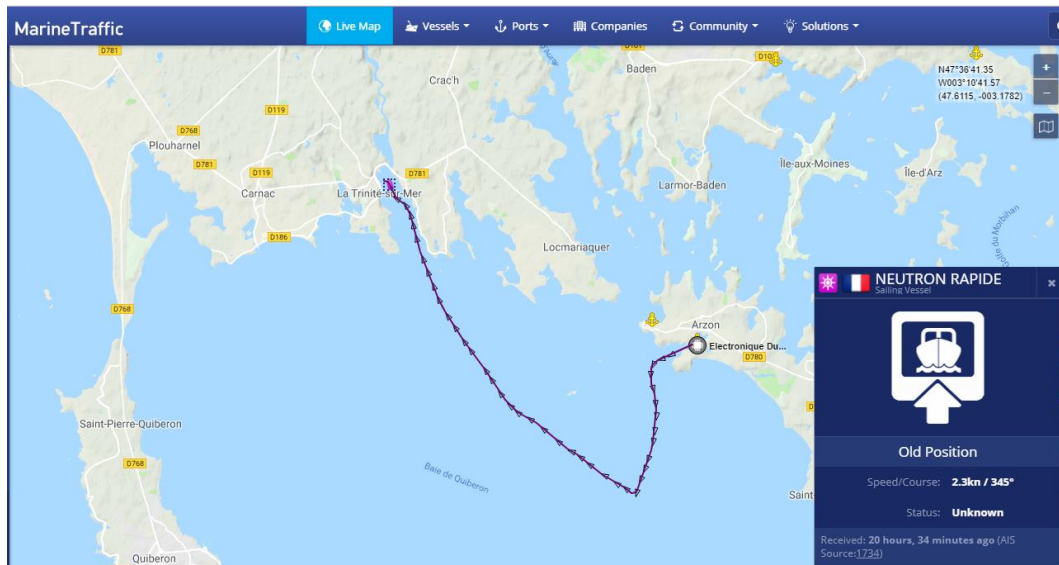 MarineTraffic
Live Map
Vessels
Ports
Companies
Community
Solutions
D781
Crac'h
Baden
N47°36'41.35
W003°10'41.57
(47.6115, -003.1782)
+
−
D119
D768
Plouharnel
D781
D119
D781
Carnac
La Trinité-sur-Mer
Larmor-Baden
Île-aux-Moines
Île-d'Arz
D186
Locmariaquer
Golfe du Morbihan
D768
Arzon
Electronique Du...
D780
Saint-Pierre-Quiberon
D768
Baie de Quiberon
Quiberon
Saint
NEUTRON RAPIDE
Sailing Vessel
×
Old Position
Speed/Course: 2.3kn / 345°
Status: Unknown
Received: 20 hours, 34 minutes ago (AIS
Source:1734)